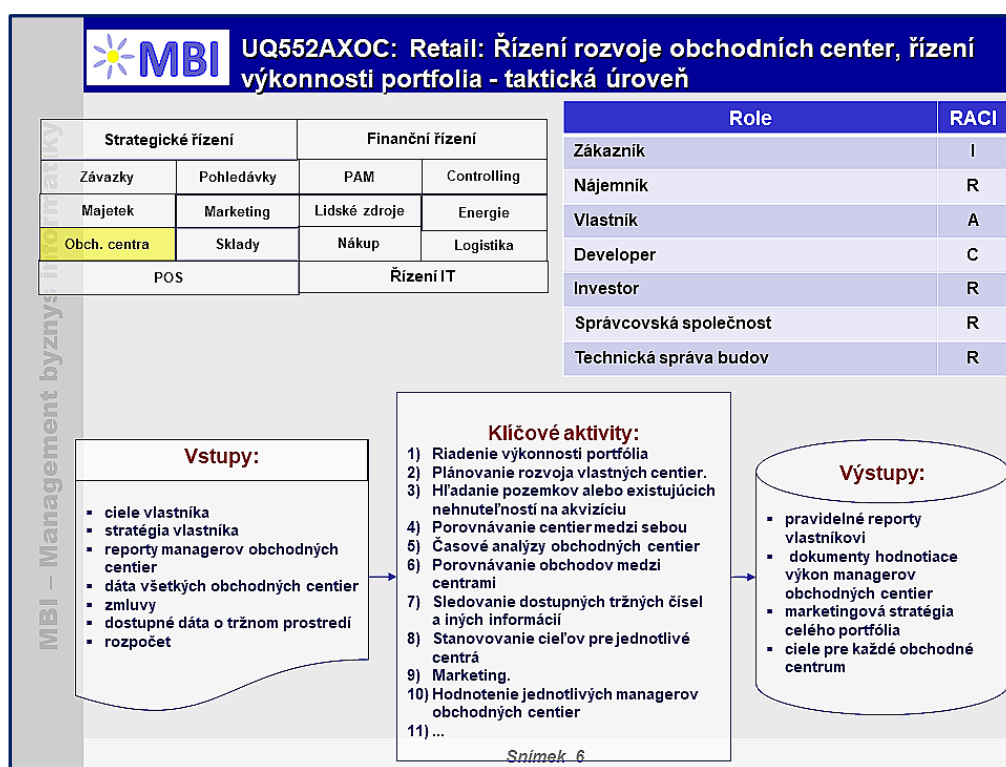 MBI
UQ552AXOC: Retail: Řízení rozvoje obchodních center, řízení
výkonnosti portfolia - taktická úroveň
MBI – Management byznys informatiky
Strategické řízení Finanční řízení
Závazky Pohledávky PAM Controlling
Majetek Marketing Lidské zdroje Energie
Obch. centra Sklady Nákup Logistika
POS Řízení IT
Role RACI
Zákazník I
Nájemník R
Vlastník A
Developer C
Investor R
Správcovská společnost R
Technická správa budov R
Vstupy:
▪ ciele vlastníka
▪ stratégia vlastníka
▪ reporty managerov obchodných
centier
▪ dáta všetkých obchodných centier
▪ zmluvy
▪ dostupné dáta o tržnom prostredí
▪ rozpočet
Klíčové aktivity:
1) Riadenie výkonnosti portfólia
2) Plánovanie rozvoja vlastných centier.
3) Hľadanie pozemkov alebo existujúcich
nehnuteľností na akvizíciu
4) Porovnávanie centier medzi sebou
5) Časové analýzy obchodných centier
6) Porovnávanie obchodov medzi
centrami
7) Sledovanie dostupných tržných čísel
a iných informácií
8) Stanovovanie cieľov pre jednotlivé
centrá
9) Marketing.
10) Hodnotenie jednotlivých managerov
obchodných centier
11) ...
Výstupy:
▪ pravidelné reporty
vlastníkovi
▪ dokumenty hodnotiace
výkon managerov
obchodných centier
▪ marketingová stratégia
celého portfólia
▪ ciele pre každé obchodné
centrum
Snímek 6